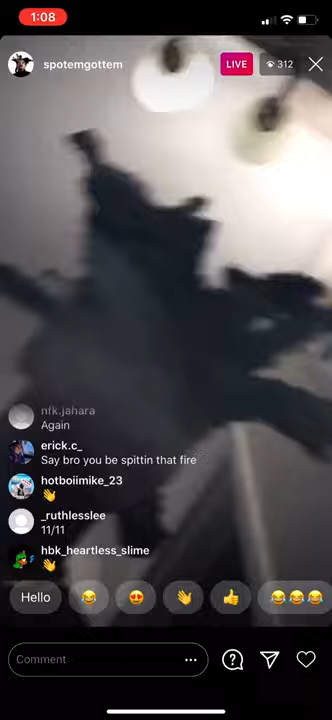 1:08
spotemgottem
LIVE
312
nfk.jahara
Again
erick.c_
Say bro you be spittin that fire
hotboiimike_23
👋
_ruthlesslee
11/11
hbk_heartless_slime
👋
Hello 😂 😍 👋 👍 😂😂😂
Comment